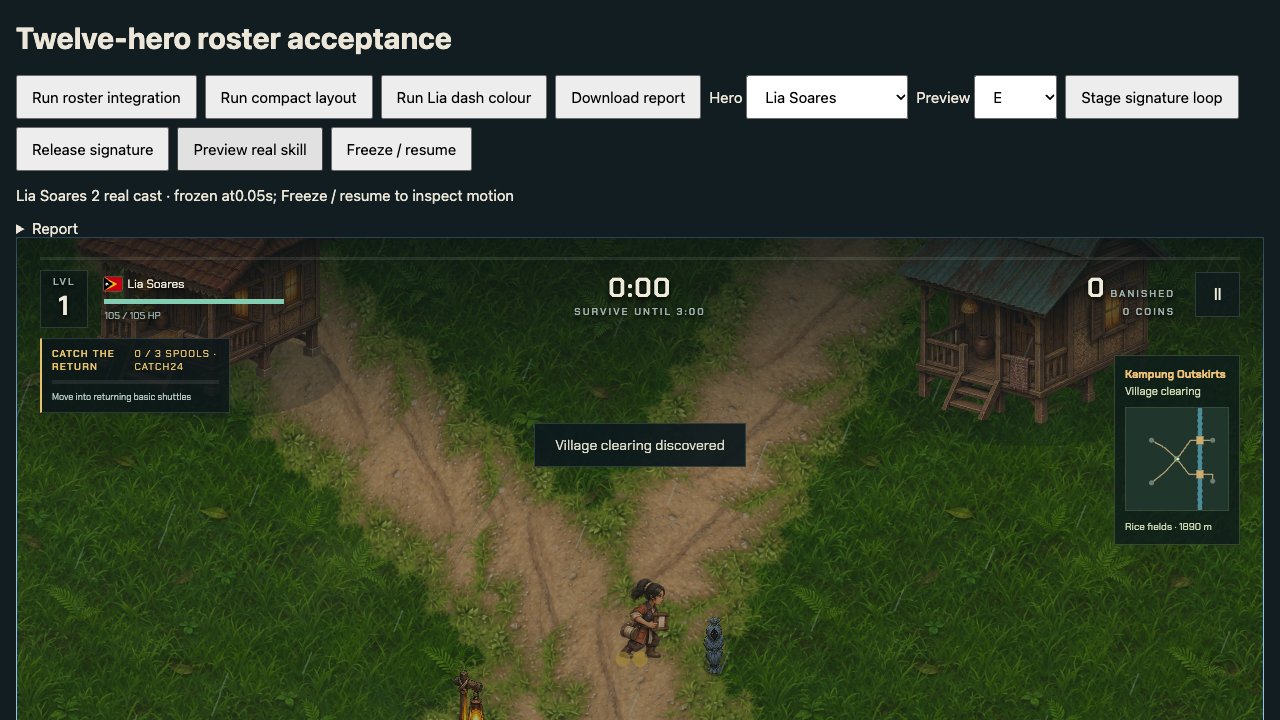 Twelve-hero roster acceptance
Run roster integration
Run compact layout
Run Lia dash colour
Download report
Hero
Lia Soares
Preview
E
Stage signature loop
Release signature
Preview real skill
Freeze / resume
Lia Soares 2 real cast · frozen at0.05s; Freeze / resume to inspect motion
Report
LVL
1
Lia Soares
105 / 105 HP
0:00
SURVIVE UNTIL 3:00
0 BANISHED
0 COINS
CATCH THE
RETURN
0 / 3 SPOOLS ·
CATCH24
Move into returning basic shuttles
Village clearing discovered
Kampung Outskirts
Village clearing
Rice fields · 1890 m